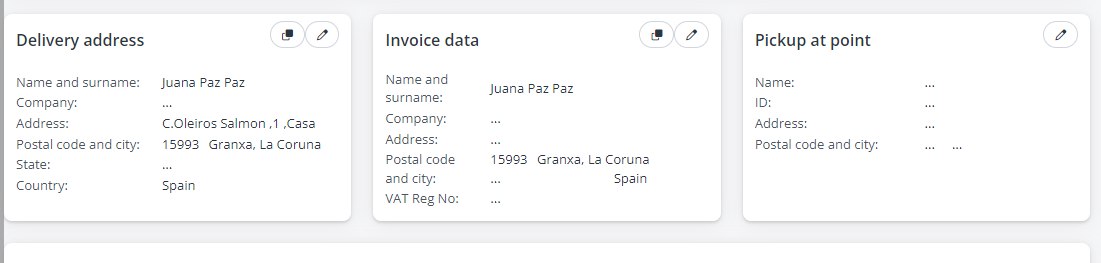 Delivery address
Name and surname: Juana Paz Paz
Company: ...
Address: C.Oleiros Salmon ,1 ,Casa
Postal code and city: 15993 Granxa, La Coruna
State: ...
Country: Spain
Invoice data
Name and
surname: Juana Paz Paz
Company: ...
Address: ...
Postal code 15993 Granxa, La Coruna
and city: ... Spain
VAT Reg No: ...
Pickup at point
Name: ...
ID: ...
Address: ...
Postal code and city: ... ...